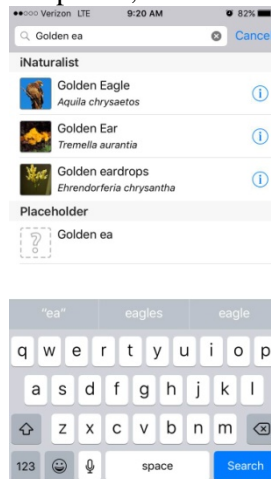 Verizon LTE 9:20 AM 82%
Golden ea Cance
iNaturalist
Golden Eagle
Aquila chrysaetos
Golden Ear
Tremella aurantia
Golden eardrops
Ehrendorferia chrysantha
Placeholder
? Golden ea
"ea" eagles eagle
q w e r t y u i o p
a s d f g h j k l
z x c v b n m
123 space Search